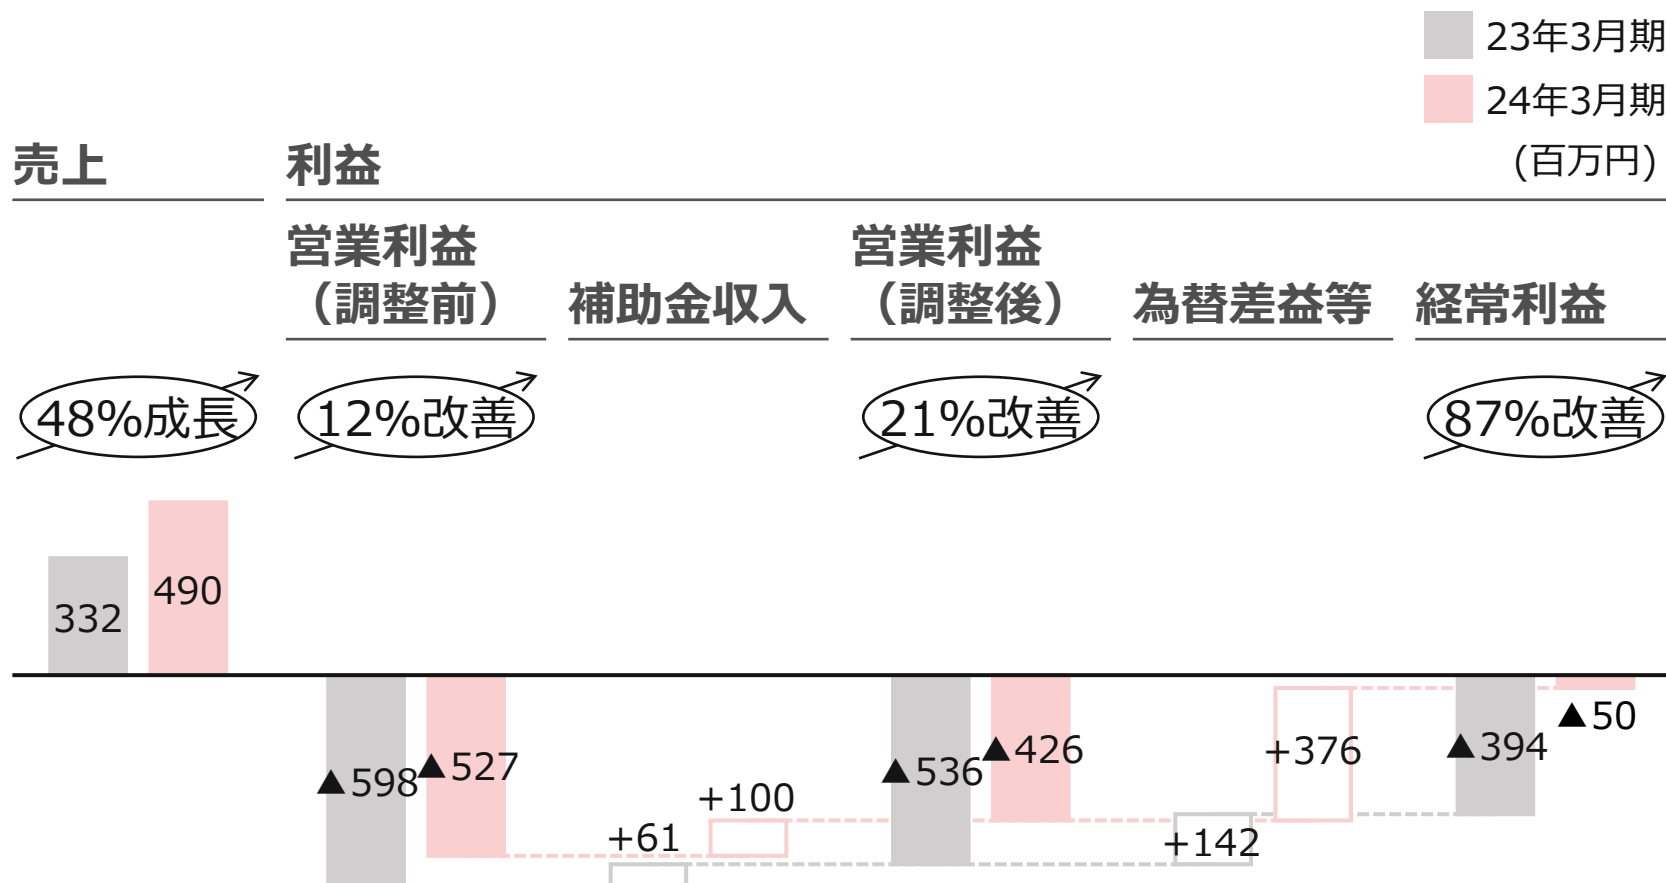 23年3月期
24年3月期
(百万円)
売上
利益
営業利益
（調整前）
補助金収入
営業利益
（調整後）
為替差益等
経常利益
48%成長
12%改善
21%改善
87%改善
332
490
▲598
▲527
+61
+100
▲536
▲426
+142
+376
▲394
▲50